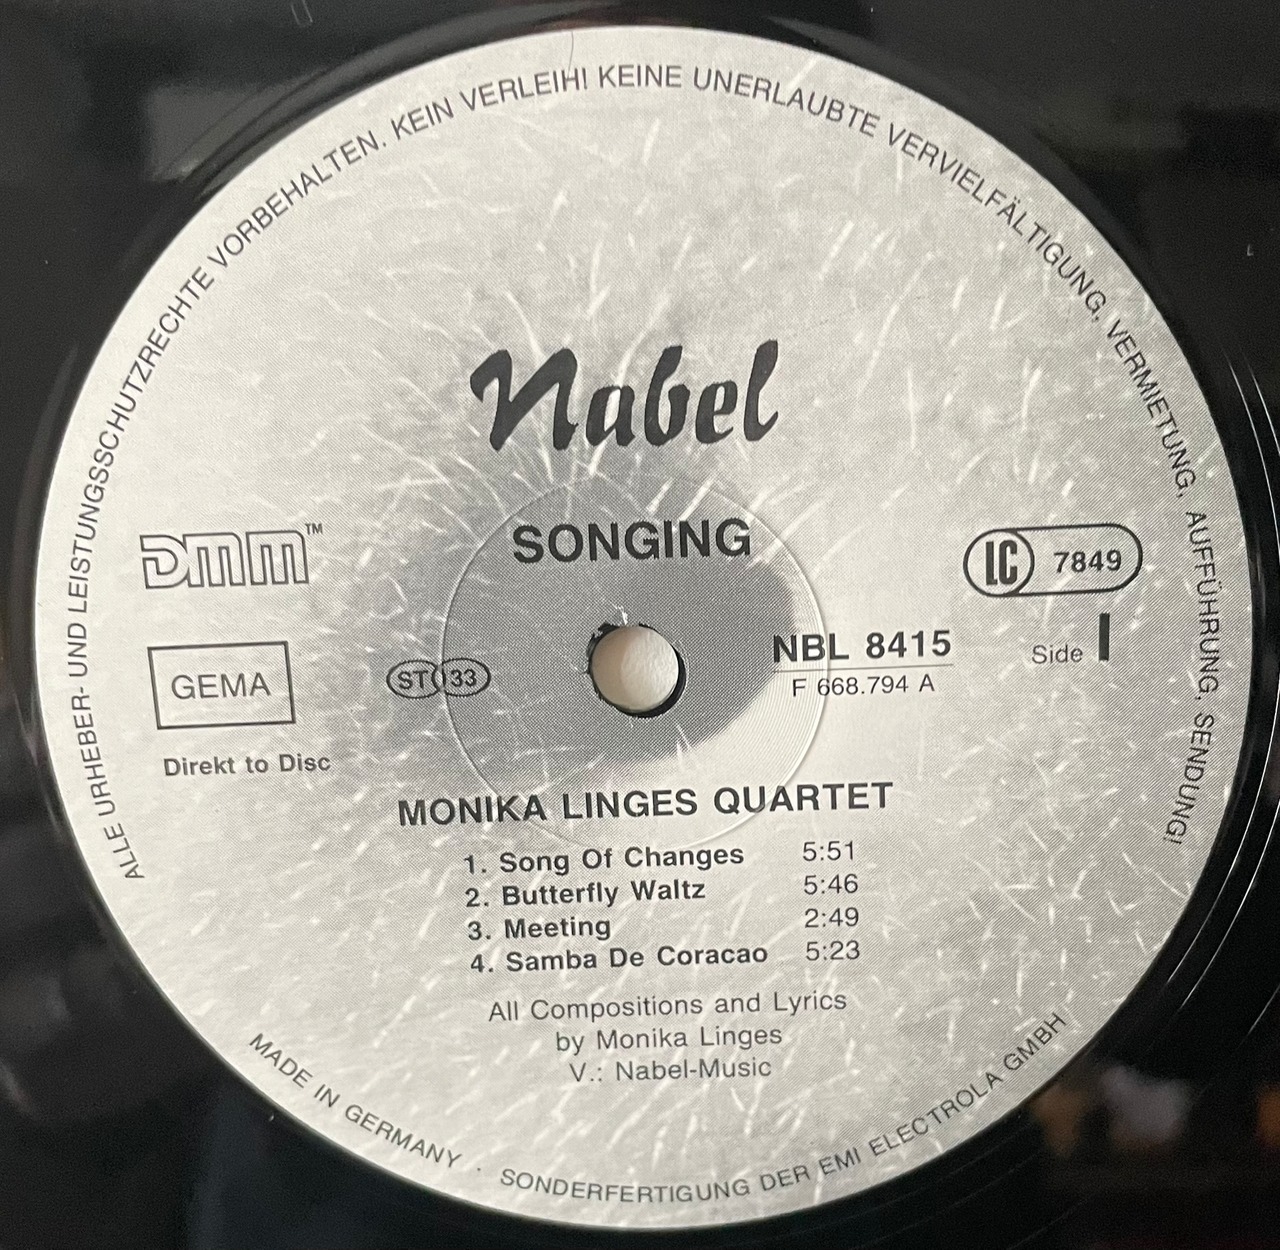 ALLE URHEBER- UND LEISTUNGSSCHUTZRECHTE VORBEHALTEN. KEIN VERLEIH! KEINE UNERLAUBTE VERVIELFÄLTIGUNG, VERMIETUNG, AUFFÜHRUNG, SENDUNG!
Nabel
DMM™
SONGING
LC 7849
GEMA
ST 33
NBL 8415
F 668.794 A
Side I
Direkt to Disc
MONIKA LINGES QUARTET
1. Song Of Changes 5:51
2. Butterfly Waltz 5:46
3. Meeting 2:49
4. Samba De Coracao 5:23
All Compositions and Lyrics
by Monika Linges
V.: Nabel-Music
MADE IN GERMANY · SONDERFERTIGUNG DER EMI ELECTROLA GMBH